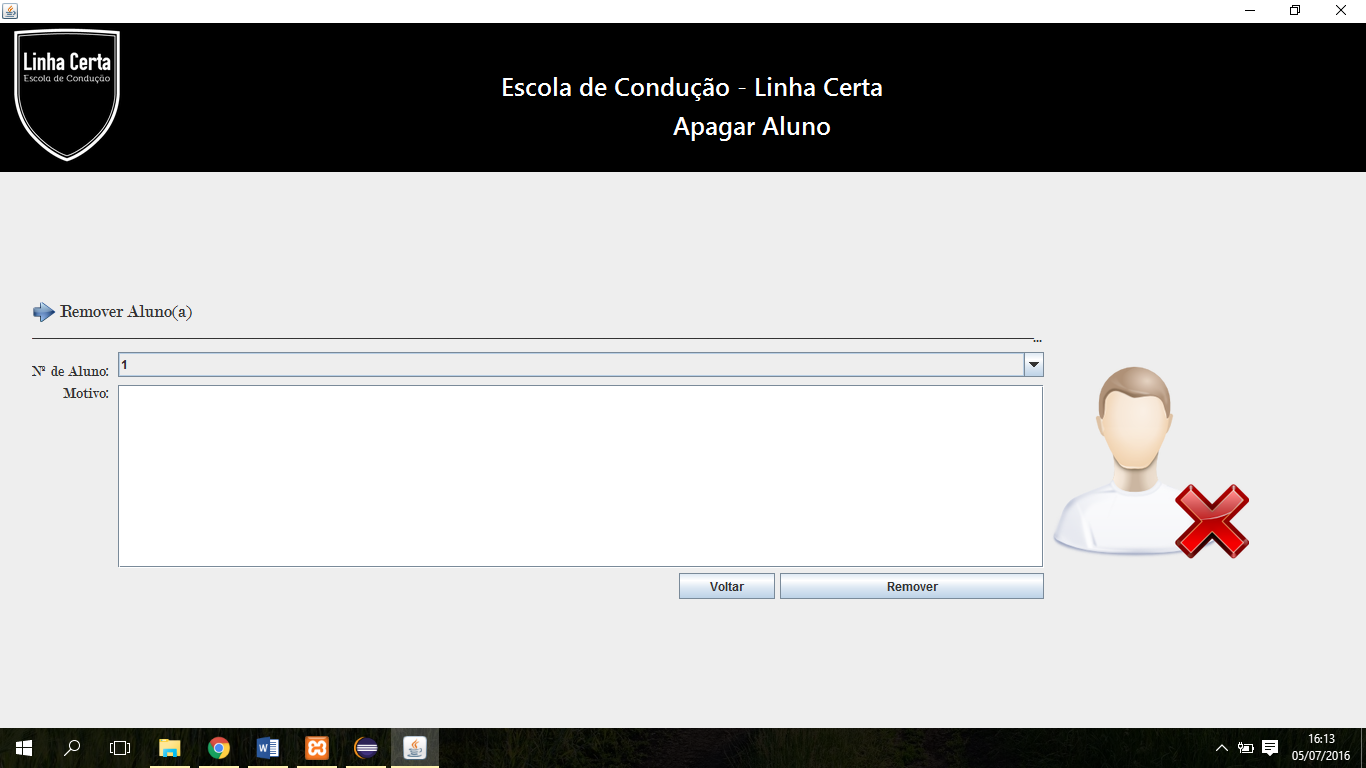 Linha Certa
Escola de Condução
Escola de Condução - Linha Certa
Apagar Aluno
Remover Aluno(a)
...
Nº de Aluno:
1
Motivo:
Voltar
Remover
16:13
05/07/2016